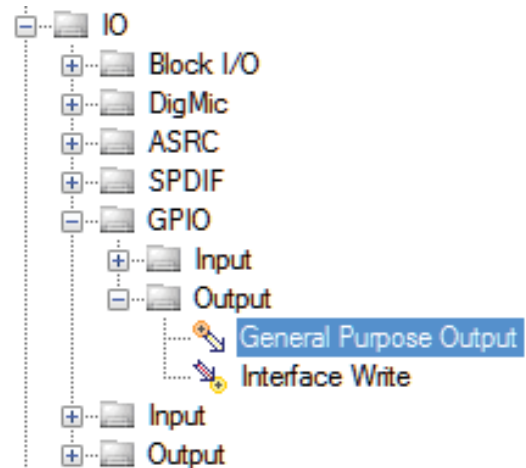 IO
Block I/O
DigMic
ASRC
SPDIF
GPIO
Input
Output
General Purpose Output
Interface Write
Input
Output